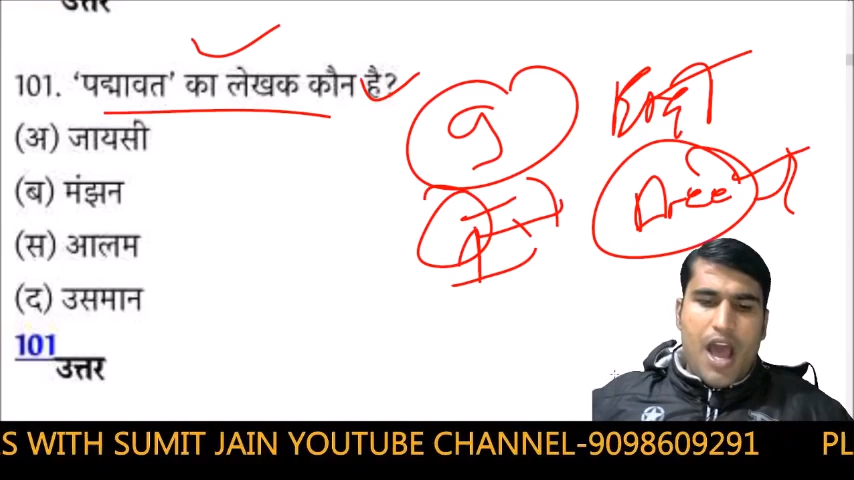 उत्तर
101. 'पद्मावत' का लेखक कौन है?
(अ) जायसी
(ब) मंझन
(स) आलम
(द) उसमान
101
उत्तर
S WITH SUMIT JAIN YOUTUBE CHANNEL-9098609291 PL